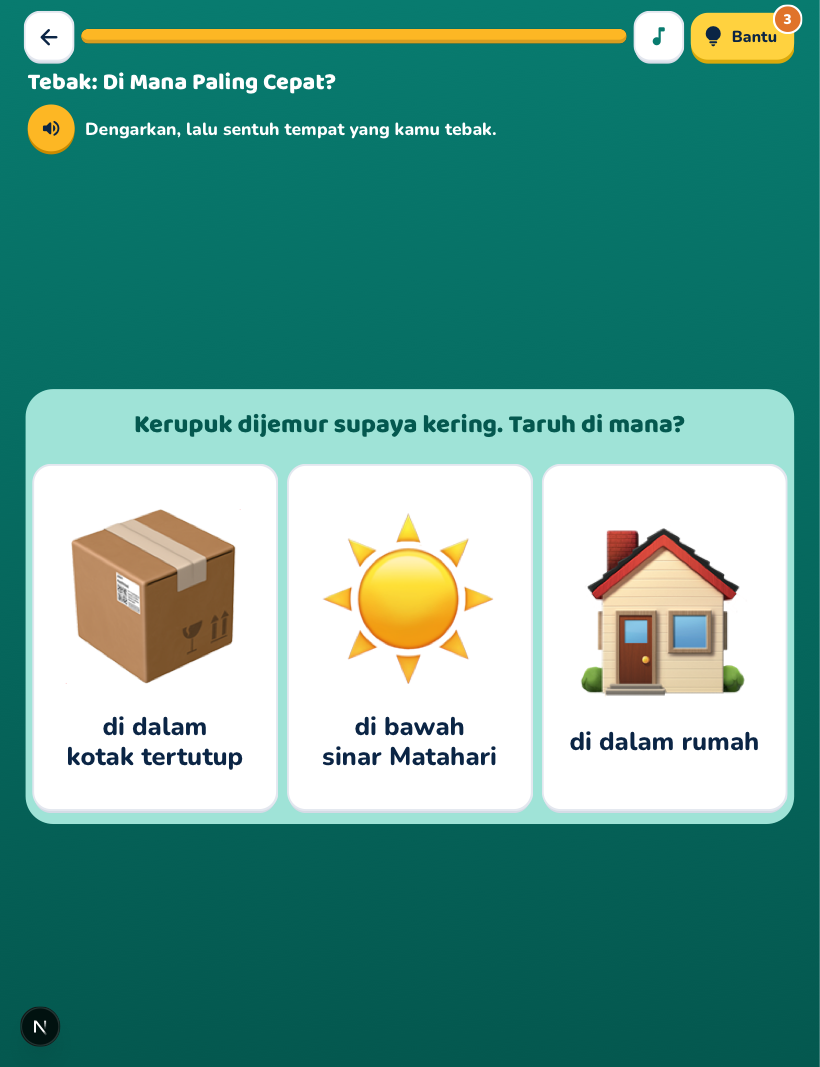 3
Bantu
Tebak: Di Mana Paling Cepat?
Dengarkan, lalu sentuh tempat yang kamu tebak.
Kerupuk dijemur supaya kering. Taruh di mana?
di dalam
kotak tertutup
di bawah
sinar Matahari
di dalam rumah
N